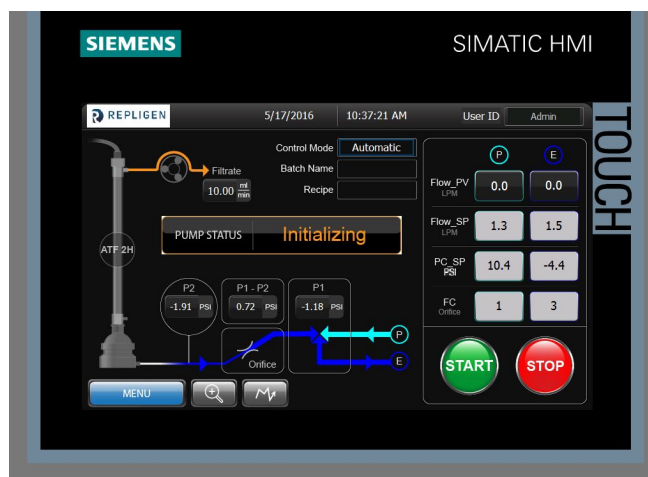 SIEMENS
SIMATIC HMI
TOUCH
REPLIGEN
5/17/2016
10:37:21 AM
User ID
Admin
Control Mode
Automatic
Batch Name
Recipe
Filtrate
10.00
ml
min
PUMP STATUS
Initializing
ATF 2H
P2
-1.91 PSI
P1 - P2
0.72 PSI
P1
-1.18 PSI
Orifice
P
E
MENU
P
E
Flow_PV
LPM
0.0
0.0
Flow_SP
LPM
1.3
1.5
PC_SP
PSI
10.4
-4.4
FC
Orifice
1
3
START
STOP